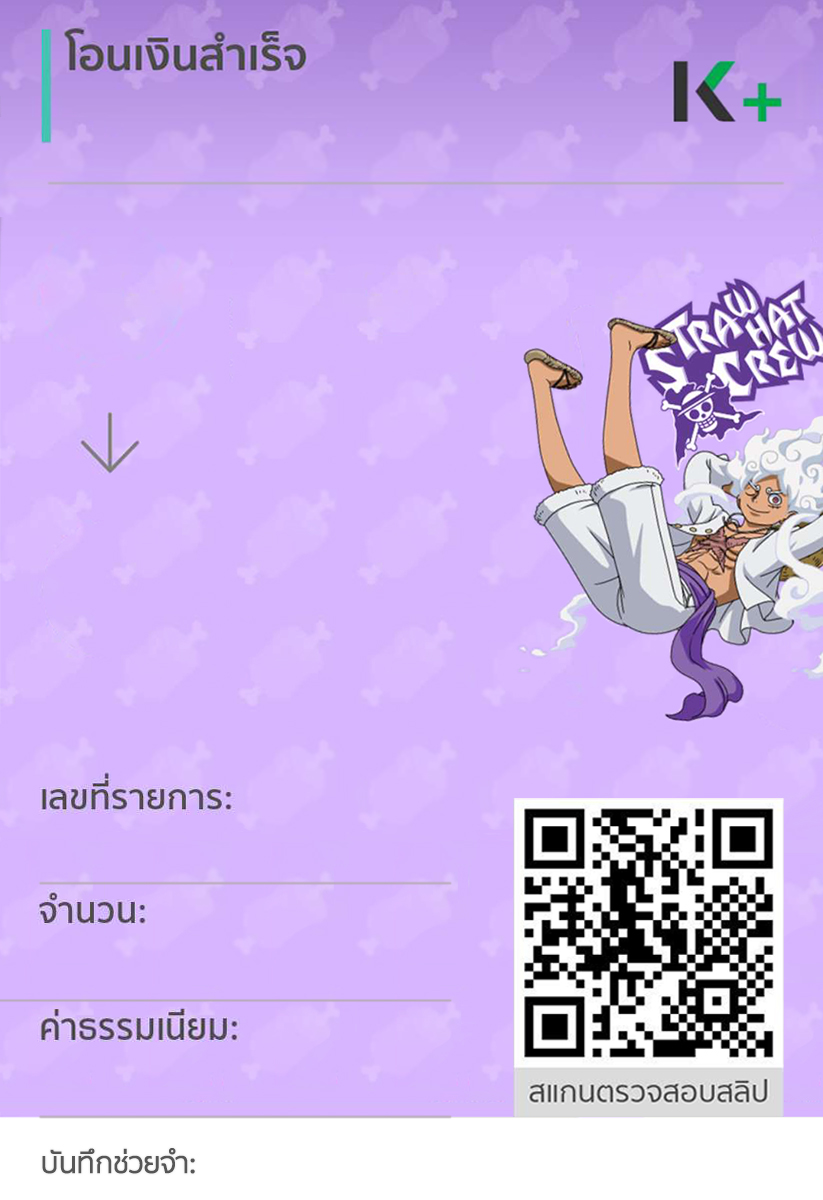 โอนเงินสำเร็จ
K+
STRAW
HAT
CREW
เลขที่รายการ:
จำนวน:
ค่าธรรมเนียม:
สแกนตรวจสอบสลิป
บันทึกช่วยจำ: